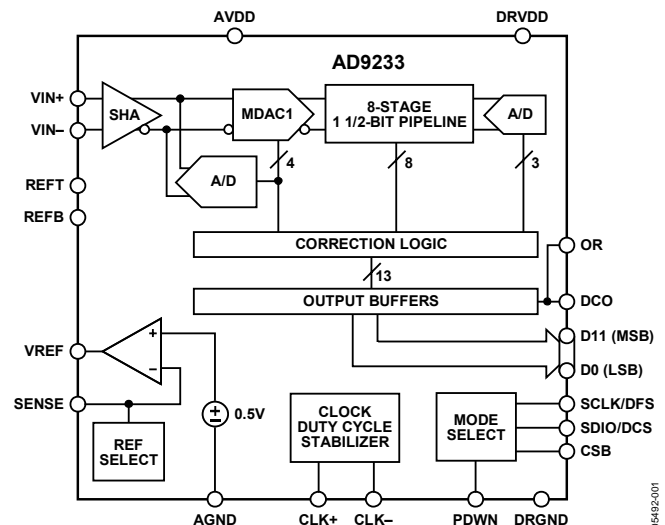 AVDD
DRVDD
AD9233
VIN+
VIN–
SHA
MDAC1
8-STAGE
1 1/2-BIT PIPELINE
A/D
A/D
4
8
3
REFT
REFB
CORRECTION LOGIC
OR
13
OUTPUT BUFFERS
DCO
D11 (MSB)
D0 (LSB)
VREF
+
–
SENSE
0.5V
REF
SELECT
CLOCK
DUTY CYCLE
STABILIZER
MODE
SELECT
SCLK/DFS
SDIO/DCS
CSB
AGND
CLK+
CLK–
PDWN
DRGND